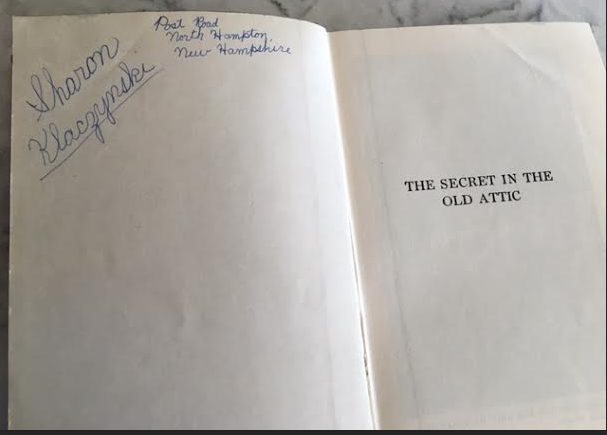 Sharon
Klaczynski
Post Road
North Hampton,
New Hampshire
THE SECRET IN THE
OLD ATTIC